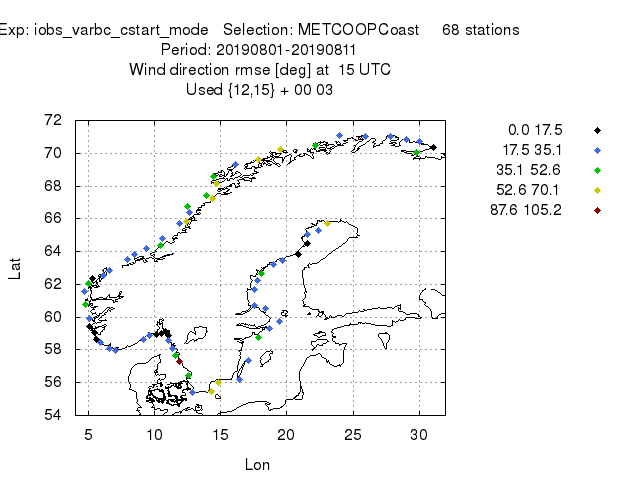 Exp: iobs_varbc_cstart_mode Selection: METCOOPCoast 68 stations
Period: 20190801-20190811
Wind direction rmse [deg] at 15 UTC
Used {12,15} + 00 03
72
70
68
66
64
62
60
58
56
54
Lat
5 10 15 20 25 30
Lon
0.0 17.5
17.5 35.1
35.1 52.6
52.6 70.1
87.6 105.2